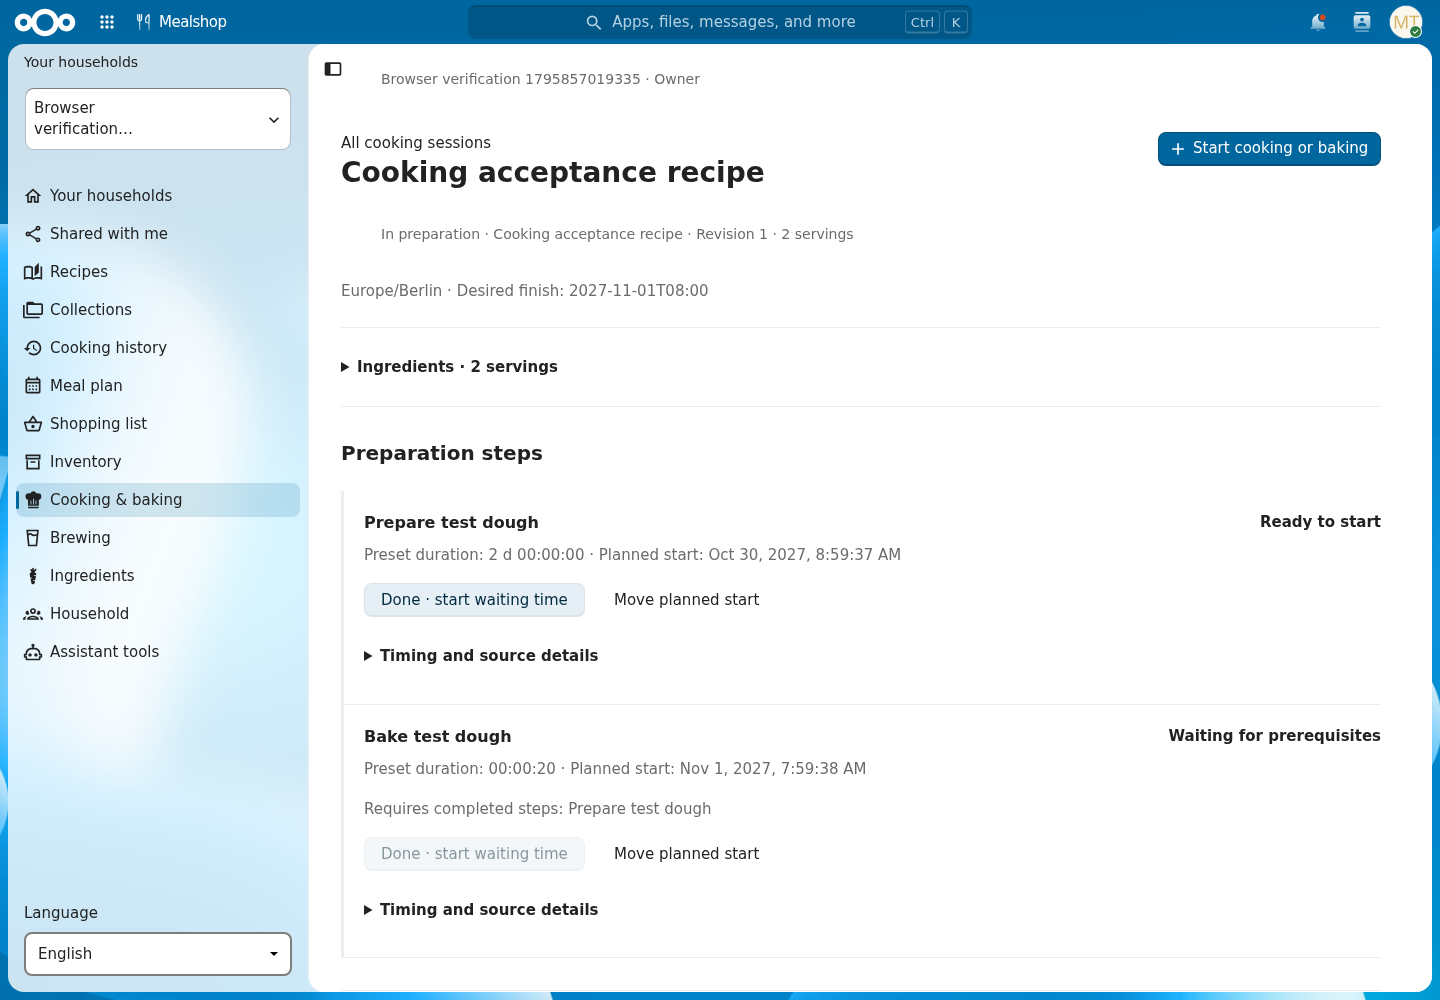 Mealshop
Apps, files, messages, and more
Ctrl K
MT
Your households
Browser
verification…
Your households
Shared with me
Recipes
Collections
Cooking history
Meal plan
Shopping list
Inventory
Cooking & baking
Brewing
Ingredients
Household
Assistant tools
Language
English
Browser verification 1795857019335 · Owner
All cooking sessions
Cooking acceptance recipe
Start cooking or baking
In preparation · Cooking acceptance recipe · Revision 1 · 2 servings
Europe/Berlin · Desired finish: 2027-11-01T08:00
Ingredients · 2 servings
Preparation steps
Prepare test dough
Ready to start
Preset duration: 2 d 00:00:00 · Planned start: Oct 30, 2027, 8:59:37 AM
Done · start waiting time
Move planned start
Timing and source details
Bake test dough
Waiting for prerequisites
Preset duration: 00:00:20 · Planned start: Nov 1, 2027, 7:59:38 AM
Requires completed steps: Prepare test dough
Done · start waiting time
Move planned start
Timing and source details